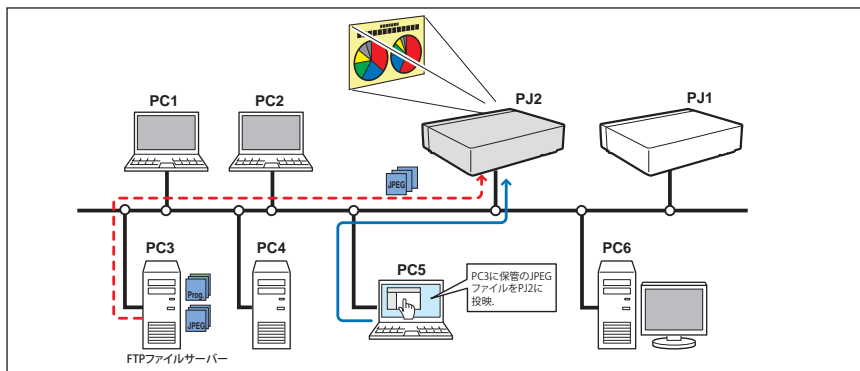 PC1
PC2
PJ2
PJ1
JPEG
PC3
PC4
PC5
PC6
PC3に保管のJPEG
ファイルをPJ2に
投映.
Prog.
JPEG
FTPファイルサーバー